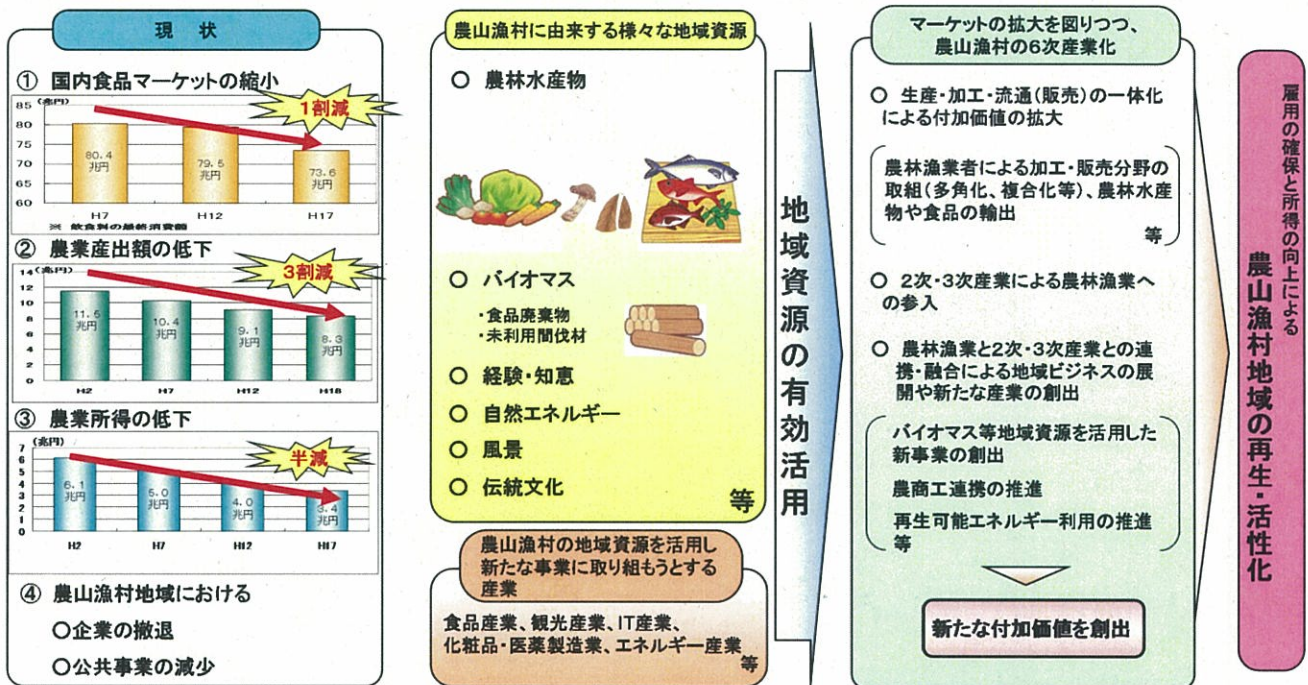 現 状
① 国内食品マーケットの縮小
(兆円)
1割減
85
80
75
70
65
60
80.4
兆円
79.5
兆円
73.6
兆円
H7
H12
H17
※ 飲食料の最終消費額
② 農業産出額の低下
(兆円)
3割減
14
12
10
8
6
4
2
0
11.5
兆円
10.4
兆円
9.1
兆円
8.3
兆円
H2
H7
H12
H18
③ 農業所得の低下
(兆円)
半減
7
6
5
4
3
2
1
0
6.1
兆円
5.0
兆円
4.0
兆円
3.4
兆円
H2
H7
H12
H17
④ 農山漁村地域における
○企業の撤退
○公共事業の減少
農山漁村に由来する様々な地域資源
○ 農林水産物
○ バイオマス
・食品廃棄物
・未利用間伐材
○ 経験・知恵
○ 自然エネルギー
○ 風景
○ 伝統文化
等
農山漁村の地域資源を活用し
新たな事業に取り組もうとする
産業
食品産業、観光産業、IT産業、
化粧品・医薬製造業、エネルギー産業
等
地域資源の有効活用
マーケットの拡大を図りつつ、
農山漁村の6次産業化
○ 生産・加工・流通(販売)の一体化
による付加価値の拡大
農林漁業者による加工・販売分野の
取組(多角化、複合化等)、農林水産
物や食品の輸出
等
○ 2次・3次産業による農林漁業へ
の参入
○ 農林漁業と2次・3次産業との連
携・融合による地域ビジネスの展
開や新たな産業の創出
バイオマス等地域資源を活用した
新事業の創出
農商工連携の推進
再生可能エネルギー利用の推進
等
新たな付加価値を創出
雇用の確保と所得の向上による
農山漁村地域の再生・活性化